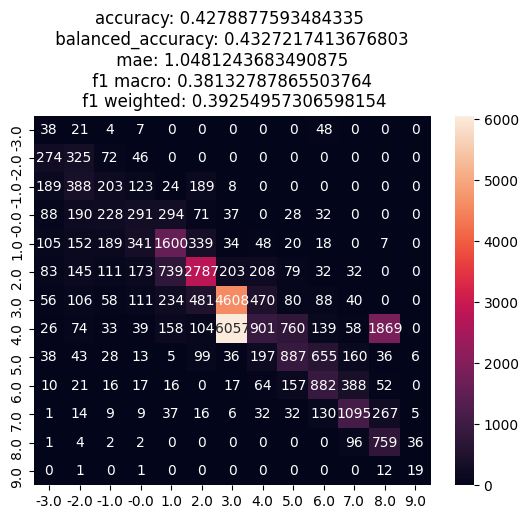 accuracy: 0.4278877593484335
balanced_accuracy: 0.4327217413676803
mae: 1.0481243683490875
f1 macro: 0.38132787865503764
f1 weighted: 0.39254957306598154
-3.0 38 21 4 7 0 0 0 0 0 48 0 0 0
-2.0 274 325 72 46 0 0 0 0 0 0 0 0 0
-1.0 189 388 203 123 24 189 8 0 0 0 0 0 0
-0.0 88 190 228 291 294 71 37 0 28 32 0 0 0
1.0 105 152 189 341 1600 339 34 48 20 18 0 7 0
2.0 83 145 111 173 739 2787 203 208 79 32 32 0 0
3.0 56 106 58 111 234 481 4608 470 80 88 40 0 0
4.0 26 74 33 39 158 104 6057 901 760 139 58 1869 0
5.0 38 43 28 13 5 99 36 197 887 655 160 36 6
6.0 10 21 16 17 16 0 17 64 157 882 388 52 0
7.0 1 14 9 9 37 16 6 32 32 130 1095 267 5
8.0 1 4 2 2 0 0 0 0 0 0 96 759 36
9.0 0 1 0 1 0 0 0 0 0 0 0 12 19
-3.0 -2.0 -1.0 -0.0 1.0 2.0 3.0 4.0 5.0 6.0 7.0 8.0 9.0
6000
5000
4000
3000
2000
1000
0